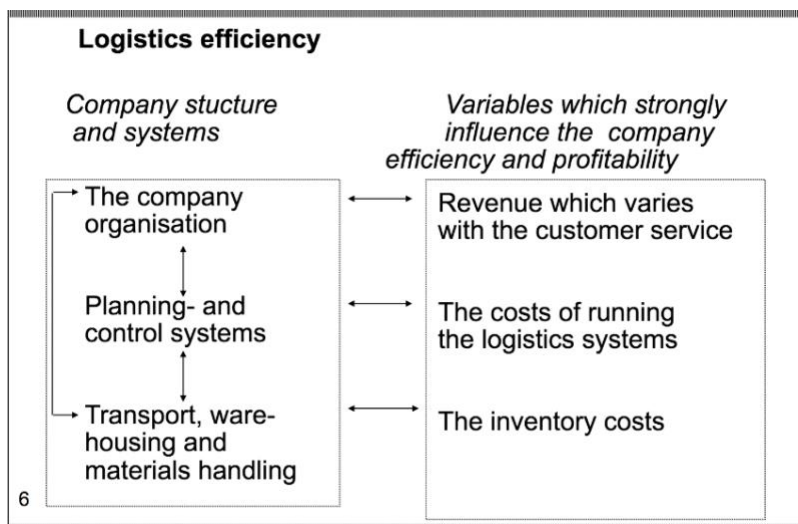 Logistics efficiency
Company stucture
and systems
Variables which strongly
influence the company
efficiency and profitability
The company
organisation
Planning- and
control systems
Transport, ware-
housing and
materials handling
Revenue which varies
with the customer service
The costs of running
the logistics systems
The inventory costs
6